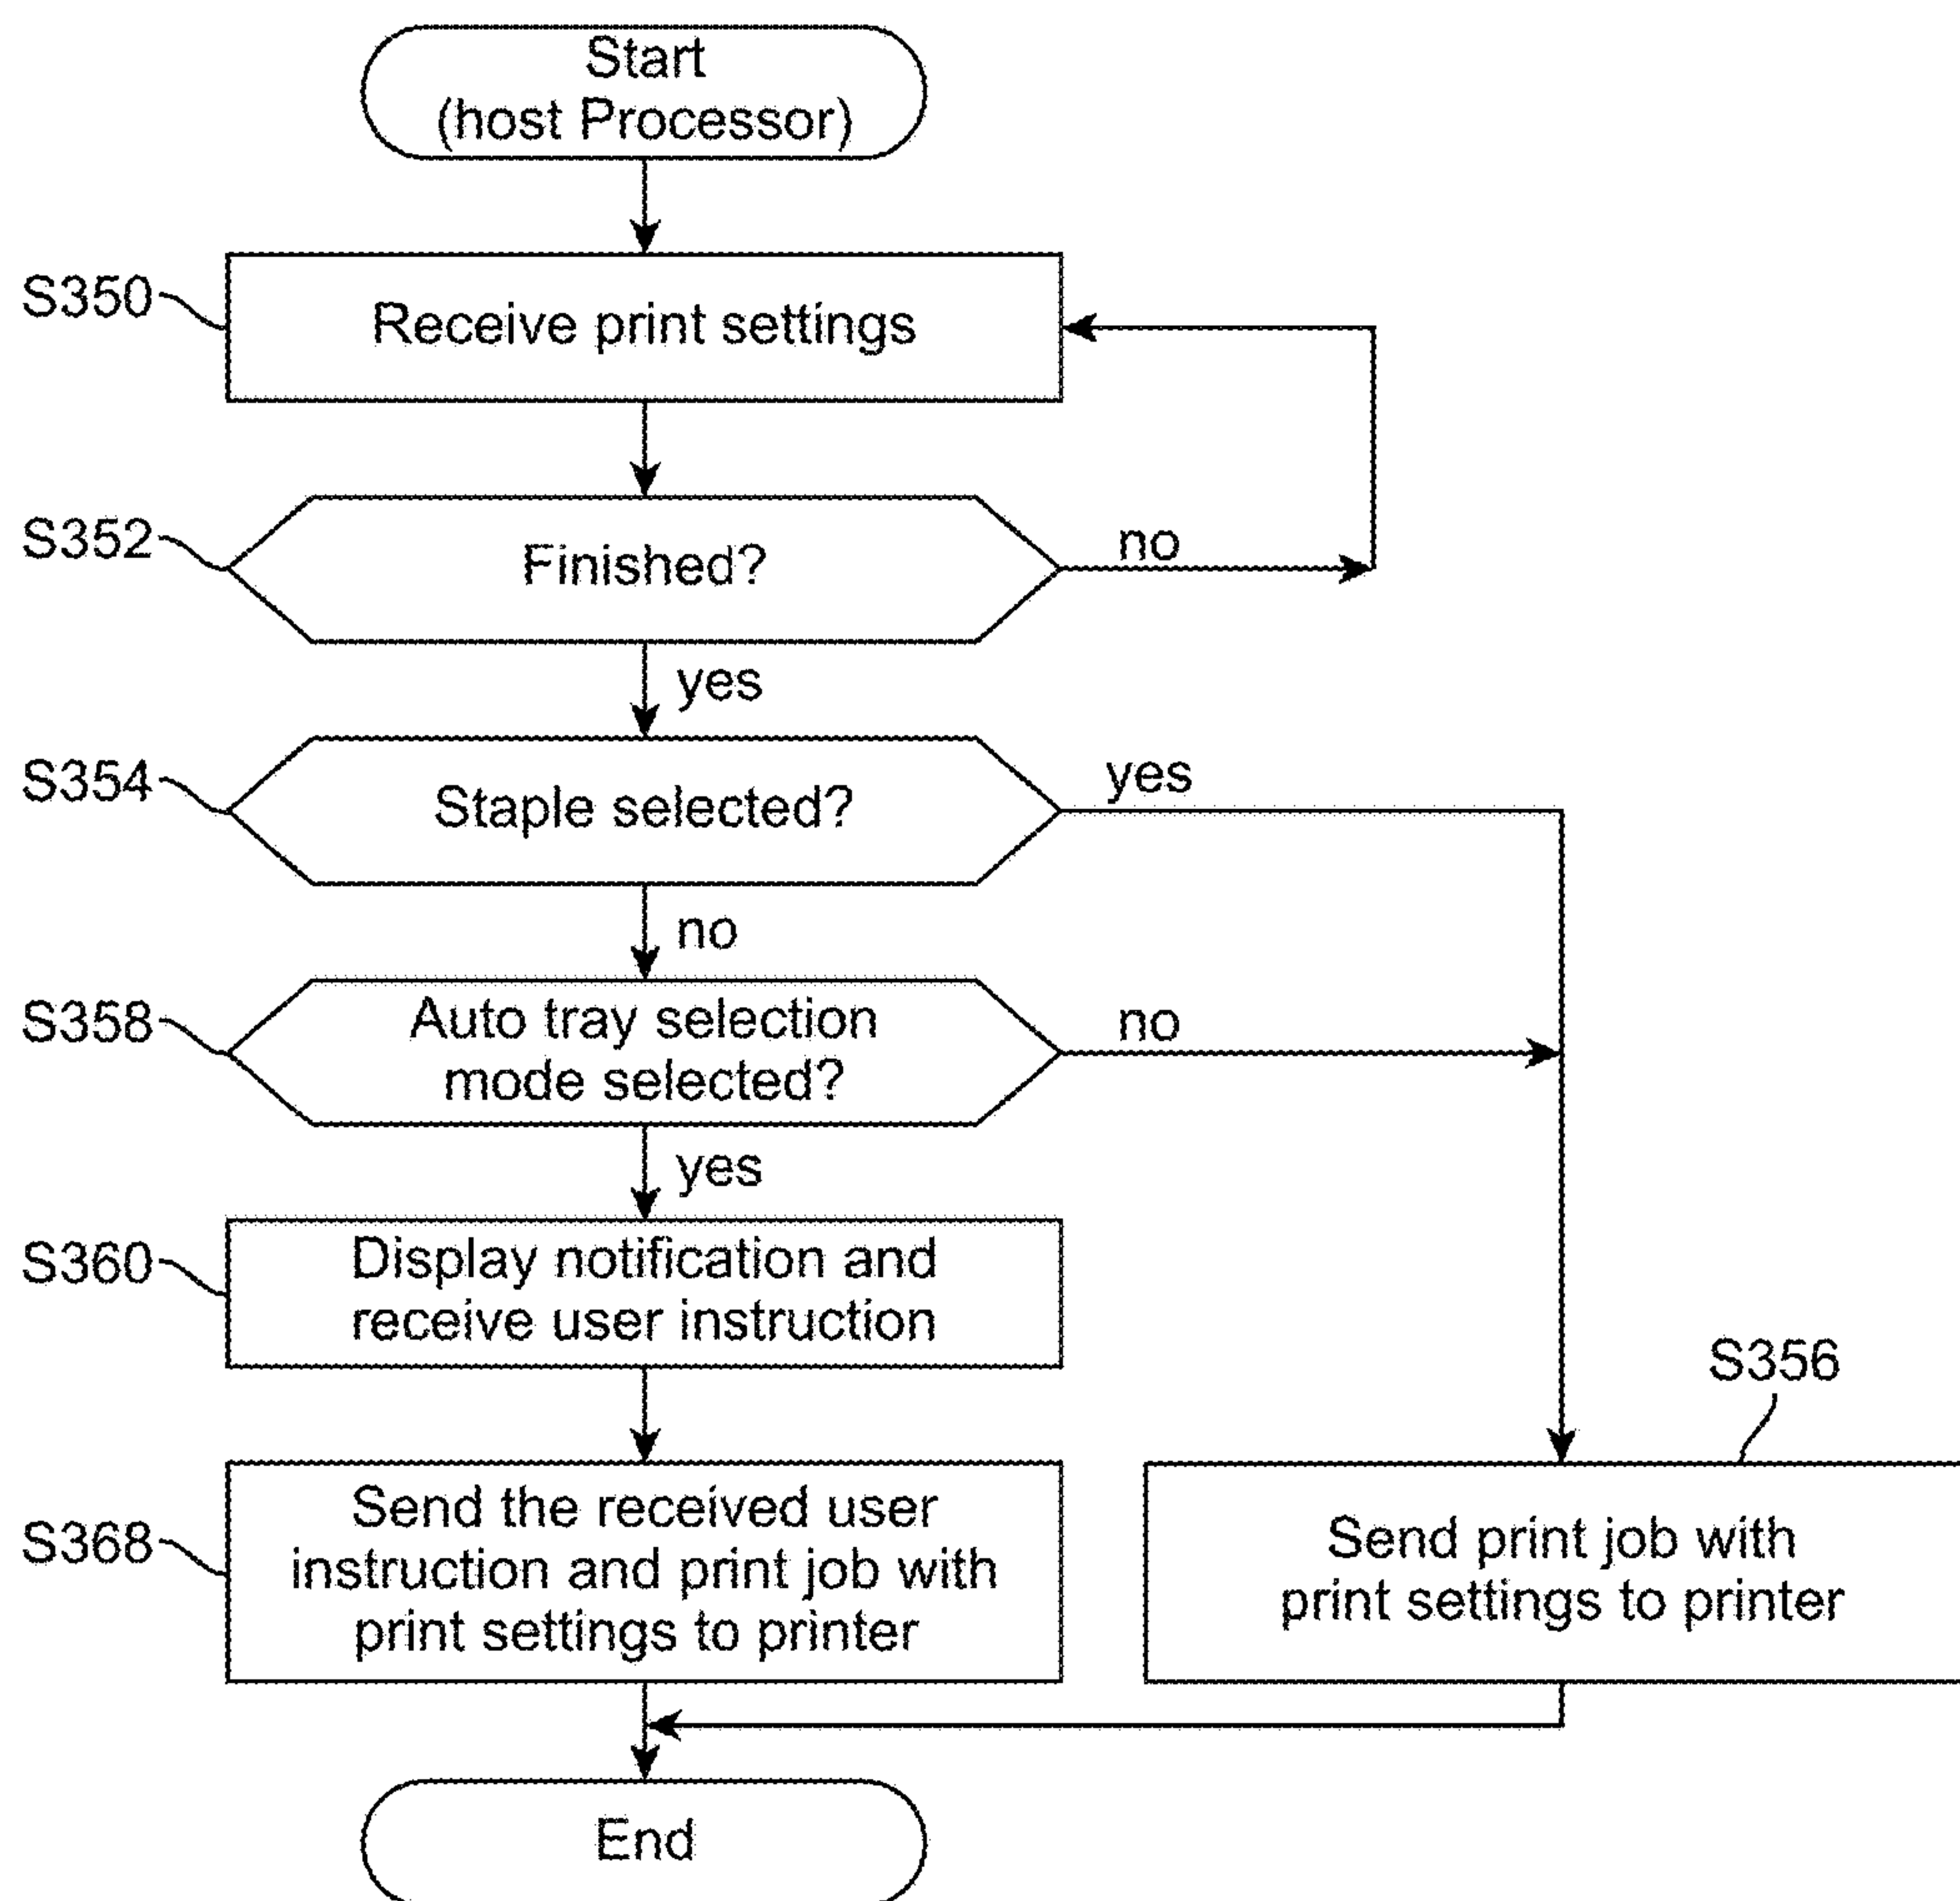 Start
(host Processor)
S350
Receive print settings
S352
Finished?
no
yes
S354
Staple selected?
yes
no
S358
Auto tray selection
mode selected?
no
yes
S360
Display notification and
receive user instruction
S356
S368
Send the received user
instruction and print job with
print settings to printer
Send print job with
print settings to printer
End